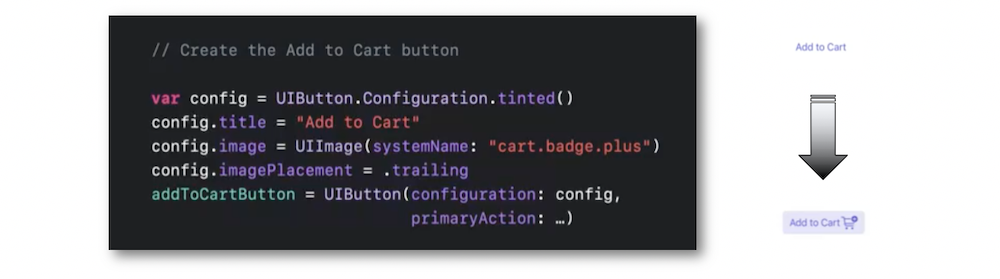 // Create the Add to Cart button
var config = UIButton.Configuration.tinted()
config.title = "Add to Cart"
config.image = UIImage(systemName: "cart.badge.plus")
config.imagePlacement = .trailing
addToCartButton = UIButton(configuration: config,
primaryAction: …)
Add to Cart
Add to Cart